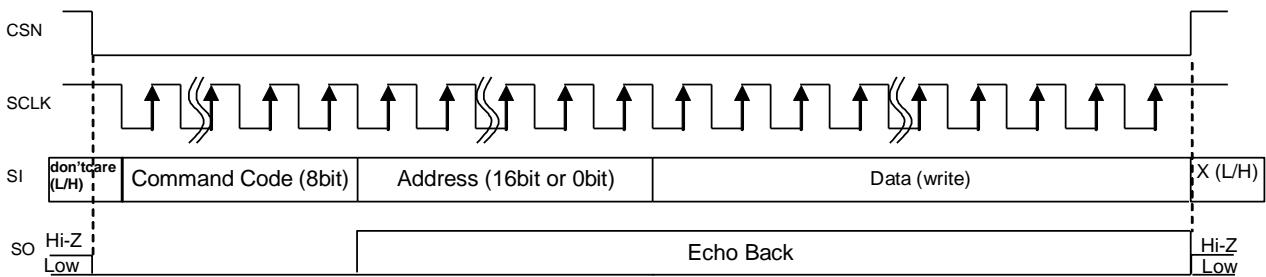 CSN
SCLK
SI
don'tcare
(L/H)
Command Code (8bit)
Address (16bit or 0bit)
Data (write)
X (L/H)
SO
Hi-Z
Low
Echo Back
Hi-Z
Low